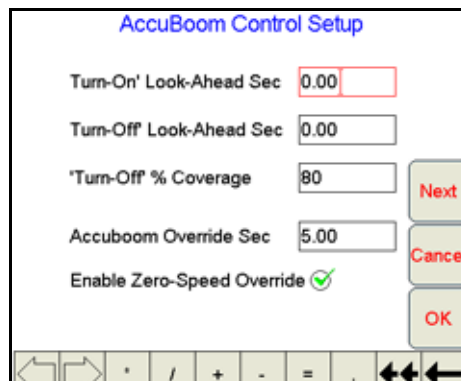 AccuBoom Control Setup
Turn-On' Look-Ahead Sec 0.00
Turn-Off' Look-Ahead Sec 0.00
'Turn-Off' % Coverage 80
Next
Accuboom Override Sec 5.00
Cancel
Enable Zero-Speed Override
OK
* / + - = .